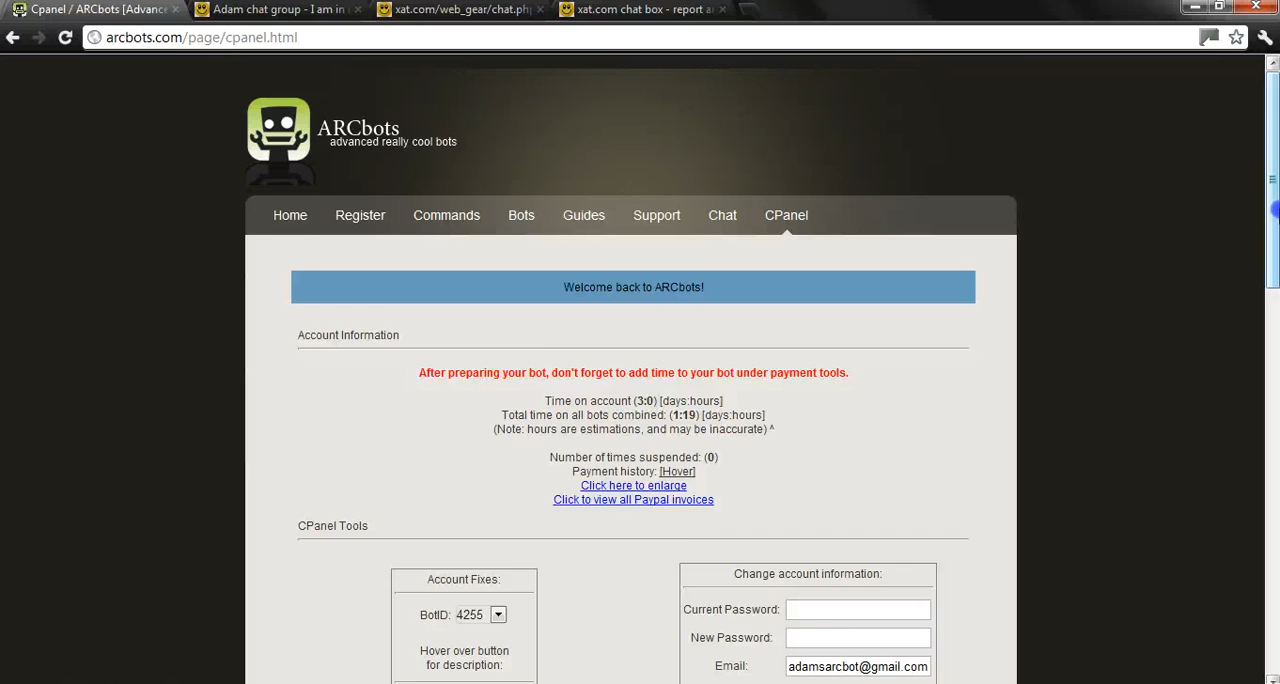 Cpanel / ARCbots [Advance
Adam chat group - I am in
xat.com/web_gear/chat.php
xat.com chat box - report a
arcbots.com/page/cpanel.html
ARCbots
advanced really cool bots
Home Register Commands Bots Guides Support Chat CPanel
Welcome back to ARCbots!
Account Information
After preparing your bot, don't forget to add time to your bot under payment tools.
Time on account (3:0) [days:hours]
Total time on all bots combined: (1:19) [days:hours]
(Note: hours are estimations, and may be inaccurate) ^
Number of times suspended: (0)
Payment history: [Hover]
Click here to enlarge
Click to view all Paypal invoices
CPanel Tools
Account Fixes:
BotID: 4255
Hover over button
for description:
Change account information:
Current Password:
New Password:
Email: adamsarcbot@gmail.com